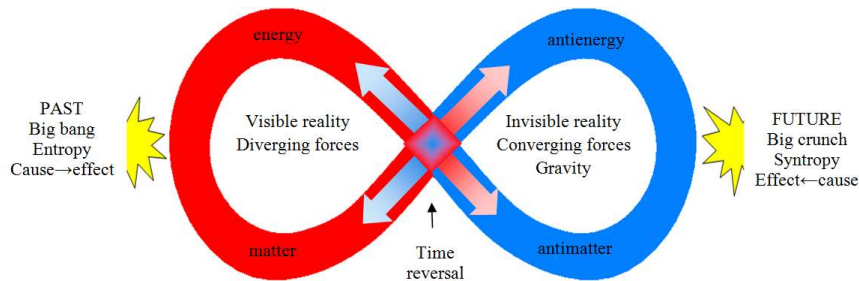 energy
antienergy
PAST
Big bang
Entropy
Cause→effect
Visible reality
Diverging forces
Invisible reality
Converging forces
Gravity
FUTURE
Big crunch
Syntropy
Effect←cause
matter
antimatter
Time
reversal